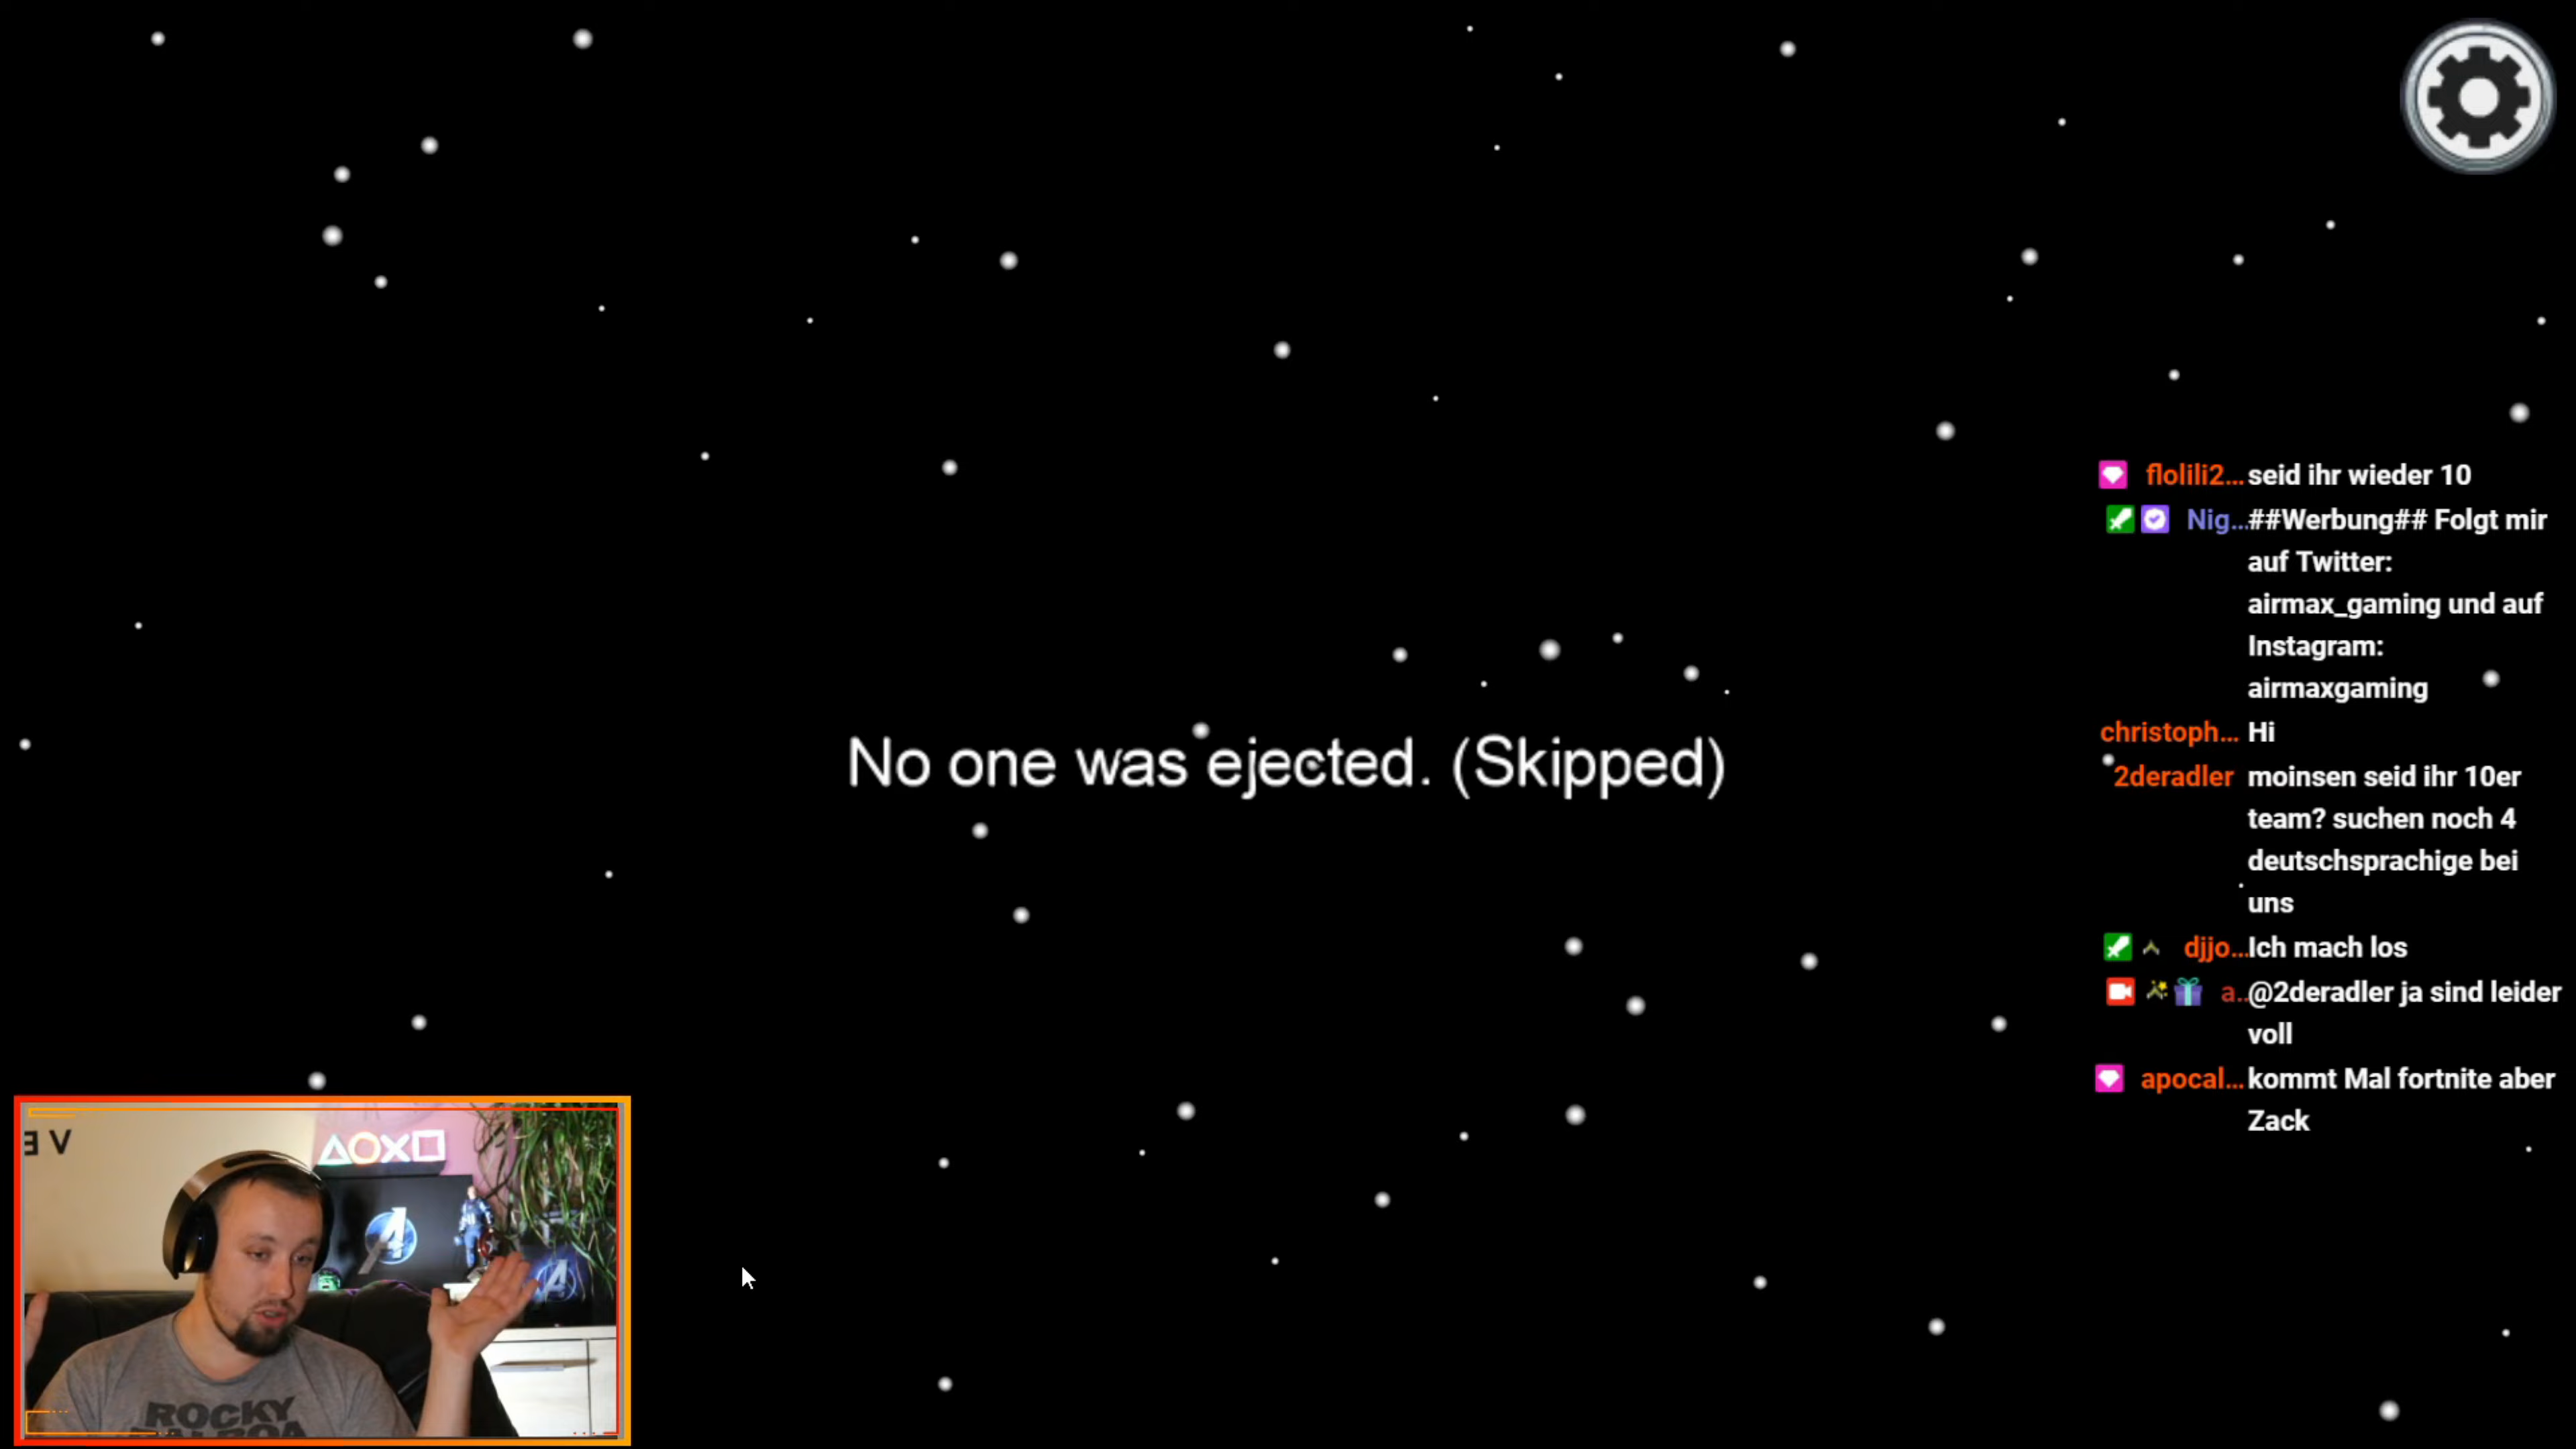 flolili2... seid ihr wieder 10
Nig... ##Werbung## Folgt mir
auf Twitter:
airmax_gaming und auf
Instagram:
airmaxgaming
christoph... Hi
No one was ejected. (Skipped)
2deradler moinsen seid ihr 10er
team? suchen noch 4
deutschsprachige bei
uns
djjo... Ich mach los
a.. @2deradler ja sind leider
voll
apocal... kommt Mal fortnite aber
Zack
ROCKY